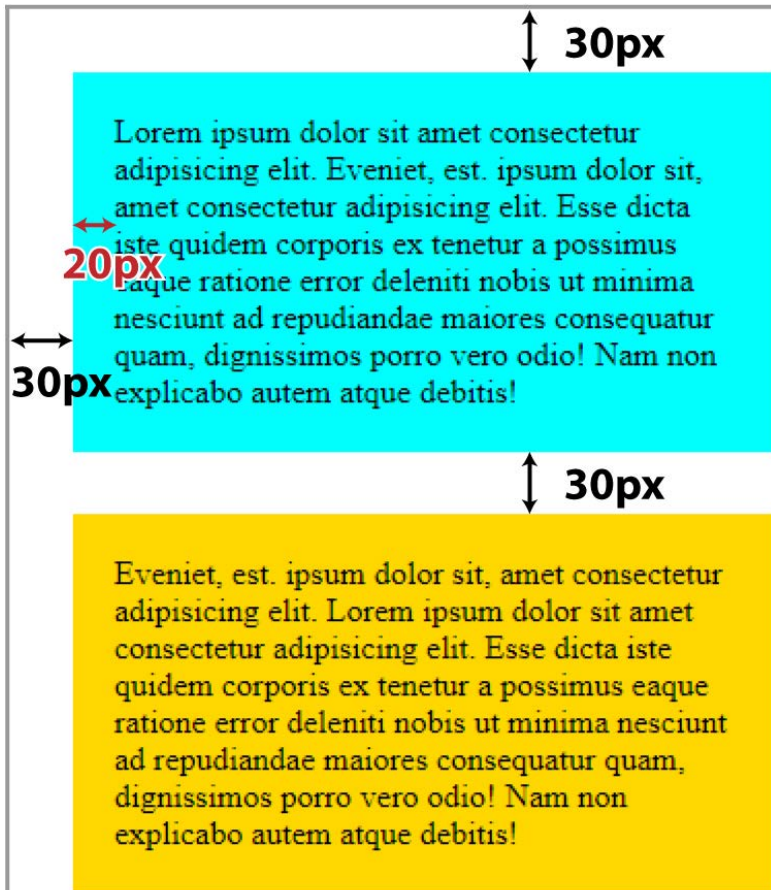 30px
Lorem ipsum dolor sit amet consectetur
adipisicing elit. Eveniet, est. ipsum dolor sit,
amet consectetur adipisicing elit. Esse dicta
iste quidem corporis ex tenetur a possimus
20px
eaque ratione error deleniti nobis ut minima
nesciunt ad repudiandae maiores consequatur
quam, dignissimos porro vero odio! Nam non
30px
explicabo autem atque debitis!
30px
Eveniet, est. ipsum dolor sit, amet consectetur
adipisicing elit. Lorem ipsum dolor sit amet
consectetur adipisicing elit. Esse dicta iste
quidem corporis ex tenetur a possimus eaque
ratione error deleniti nobis ut minima nesciunt
ad repudiandae maiores consequatur quam,
dignissimos porro vero odio! Nam non
explicabo autem atque debitis!